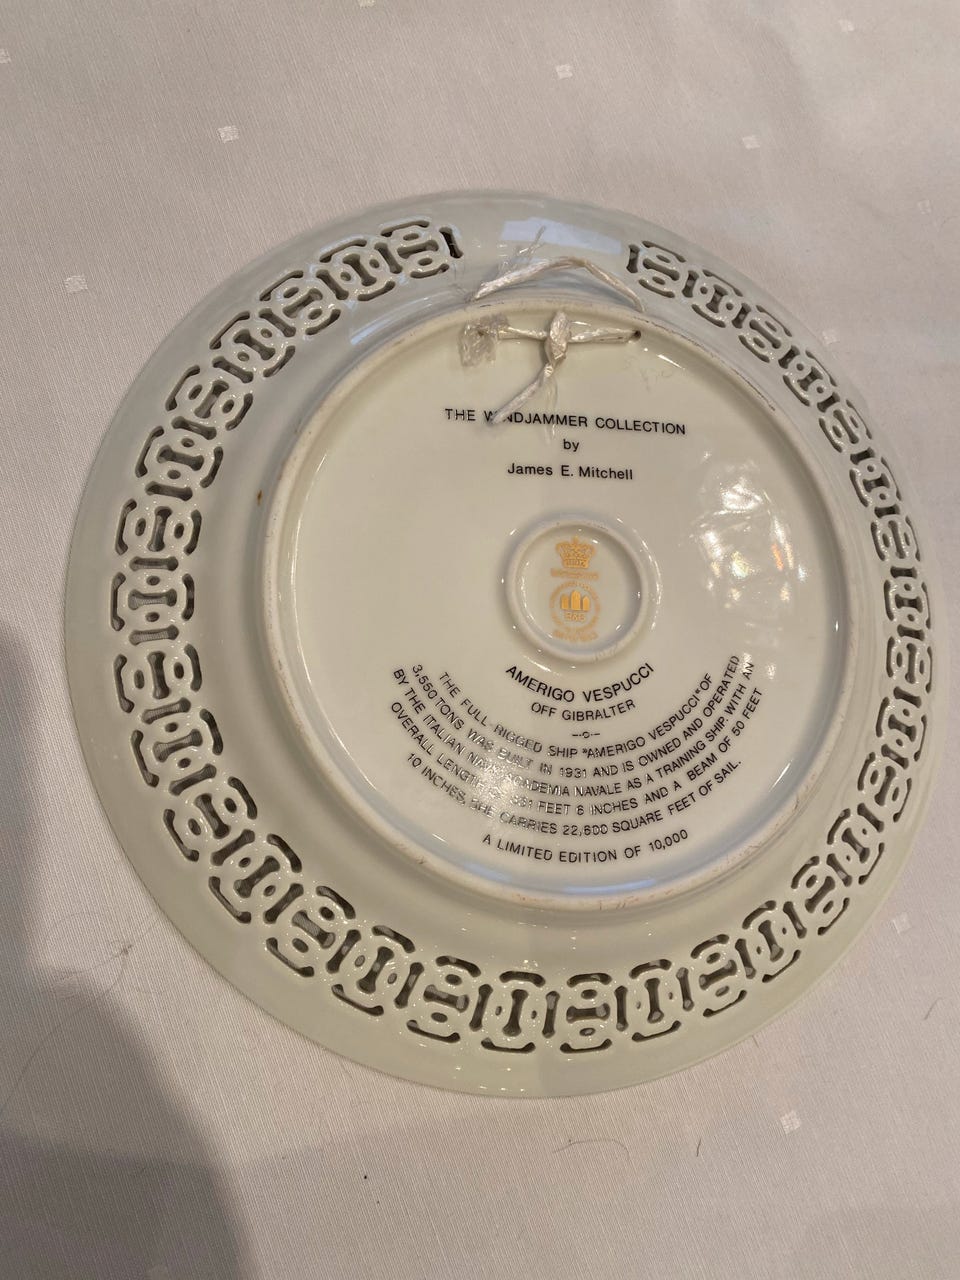 THE WINDJAMMER COLLECTION
by
James E. Mitchell
AMERIGO VESPUCCI
OFF GIBRALTER
-o-
THE FULL-RIGGED SHIP "AMERIGO VESPUCCI" OF
3,550 TONS WAS BUILT IN 1931 AND IS OWNED AND OPERATED
BY THE ITALIAN NAVY ACADEMIA NAVALE AS A TRAINING SHIP. WITH AN
OVERALL LENGTH OF 331 FEET 6 INCHES AND A BEAM OF 50 FEET
10 INCHES, SHE CARRIES 22,600 SQUARE FEET OF SAIL.
A LIMITED EDITION OF 10,000